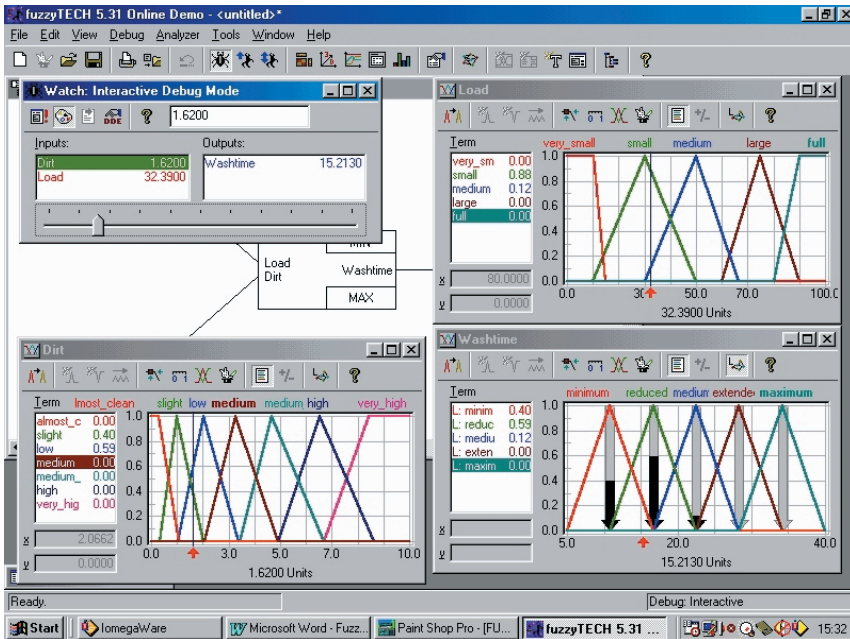 fuzzyTECH 5.31 Online Demo - <untitled>*
File Edit View Debug Analyzer Tools Window Help
Watch: Interactive Debug Mode
DDE 1.6200
Inputs: Outputs:
Dirt 1.6200
Load 32.3900
Washtime 15.2130
MIN
Load
Dirt
Washtime
MAX
Load
Term
very_sm 0.00
small 0.88
medium 0.12
large 0.00
full 0.00
x 80.0000
y 0.0000
very_small small medium large full
1.0
0.8
0.6
0.4
0.2
0.0
0.0 50.0 70.0 100.0
32.3900 Units
Dirt
Term
almost_c 0.00
slight 0.40
low 0.59
medium 0.00
medium_ 0.00
high 0.00
very_hig 0.00
x 2.0662
y 0.0000
lmost_clean slight low medium medium_high very_high
1.0
0.8
0.6
0.4
0.2
0.0
0.0 3.0 5.0 7.0 10.0
1.6200 Units
Washtime
Term
L: minim 0.40
L: reduc 0.59
L: mediu 0.12
L: exten 0.00
L: maxim 0.00
x
y
minimum reduced medium extende maximum
1.0
0.8
0.6
0.4
0.2
0.0
5.0 20.0 40.0
15.2130 Units
Ready. Debug: Interactive
Start IomegaWare Microsoft Word - Fuzz... Paint Shop Pro - [FU... fuzzyTECH 5.31 ... 15:32